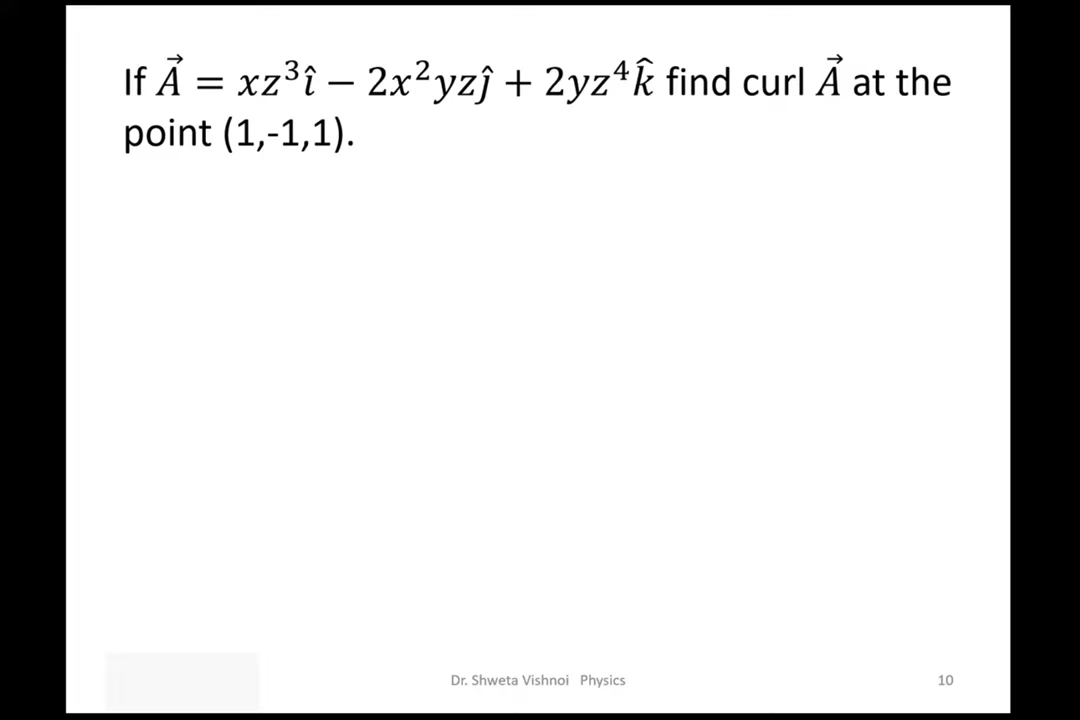 If A⃗ = xz³î − 2x²yzĵ + 2yz⁴k̂ find curl A⃗ at the
point (1,-1,1).
Dr. Shweta Vishnoi Physics
10